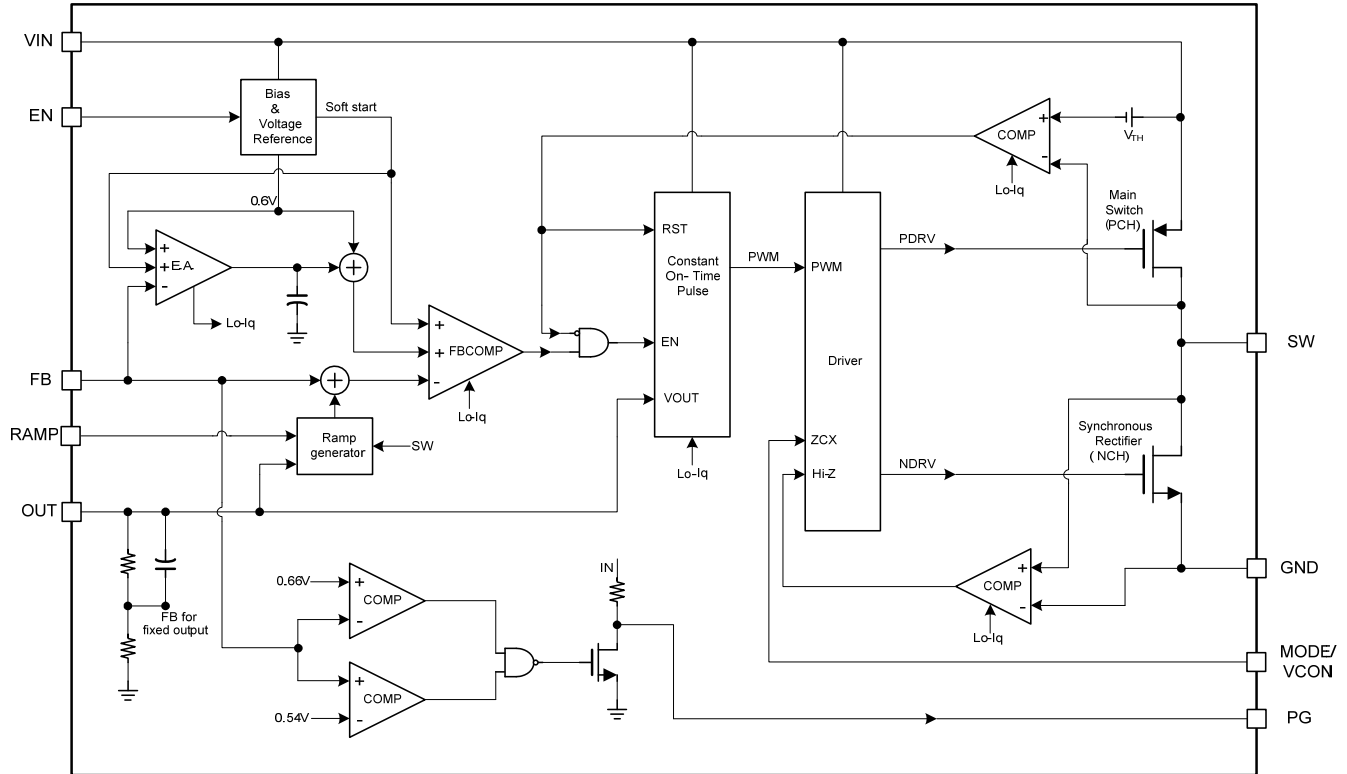 VIN
EN
Bias
&
Voltage
Reference
Soft start
0.6V
+
+
-
E.A.
Lo-Iq
+
FB
RAMP
OUT
+
Ramp
generator
SW
+
+
-
FBCOMP
Lo-Iq
RST
Constant
On- Time
Pulse
EN
VOUT
Lo-Iq
PWM
PWM
Driver
ZCX
Hi-Z
PDRV
NDRV
COMP
+
-
Lo-Iq
VTH
Main
Switch
(PCH)
SW
Synchronous
Rectifier
( NCH)
COMP
+
-
Lo-Iq
GND
MODE/
VCON
PG
FB for
fixed output
0.66V
+
-
COMP
+
-
COMP
0.54V
IN